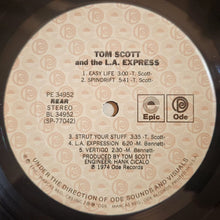 TOM SCOTT
and the L.A. EXPRESS
1. EASY LIFE 3:00 -T. Scott-
2. SPINDRIFT 5:41 -T. Scott-
PE 34952
REAR
STEREO
BL 34952
(SP-77042)
Epic
Ode
3. STRUT YOUR STUFF 3:35 -T. Scott-
4. L.A. EXPRESSION 6:20 -M. Bennett-
5. VERTIGO 2:30 -M. Bennett-
PRODUCED BY TOM SCOTT
ENGINEER: HANK CICALO
℗ 1974 Ode Records
UNDER THE DIRECTION OF ODE SOUNDS AND VISUALS